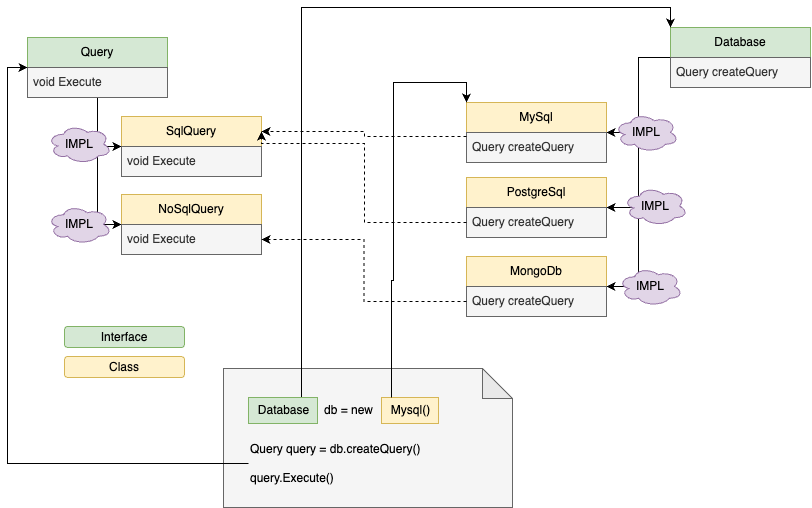 Query
void Execute
Database
Query createQuery
IMPL
SqlQuery
void Execute
IMPL
NoSqlQuery
void Execute
MySql
Query createQuery
IMPL
PostgreSql
Query createQuery
IMPL
MongoDb
Query createQuery
IMPL
Interface
Class
Database db = new Mysql()
Query query = db.createQuery()
query.Execute()